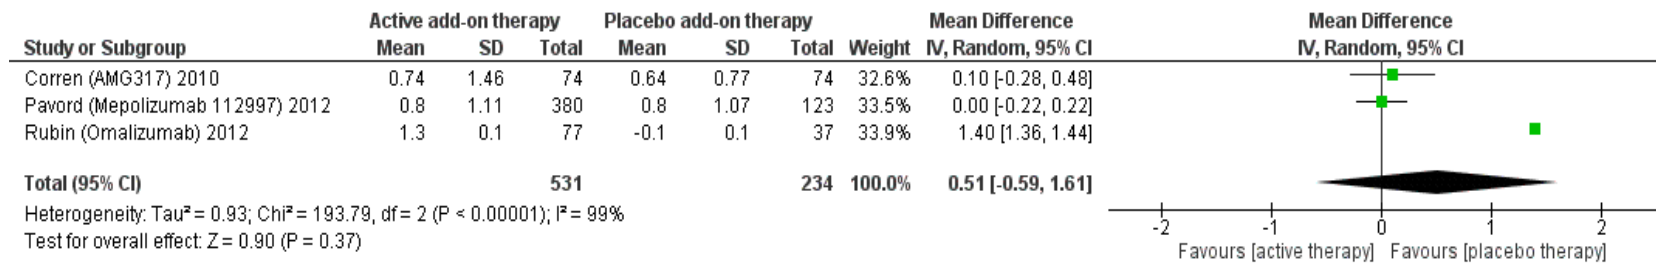 Active add-on therapy Placebo add-on therapy Mean Difference Mean Difference
Study or Subgroup Mean SD Total Mean SD Total Weight IV, Random, 95% CI IV, Random, 95% CI
Corren (AMG317) 2010 0.74 1.46 74 0.64 0.77 74 32.6% 0.10 [-0.28, 0.48]
Pavord (Mepolizumab 112997) 2012 0.8 1.11 380 0.8 1.07 123 33.5% 0.00 [-0.22, 0.22]
Rubin (Omalizumab) 2012 1.3 0.1 77 -0.1 0.1 37 33.9% 1.40 [1.36, 1.44]
Total (95% CI) 531 234 100.0% 0.51 [-0.59, 1.61]
Heterogeneity: Tau² = 0.93; Chi² = 193.79, df = 2 (P < 0.00001); I² = 99%
Test for overall effect: Z = 0.90 (P = 0.37)
-2 -1 0 1 2
Favours [active therapy] Favours [placebo therapy]